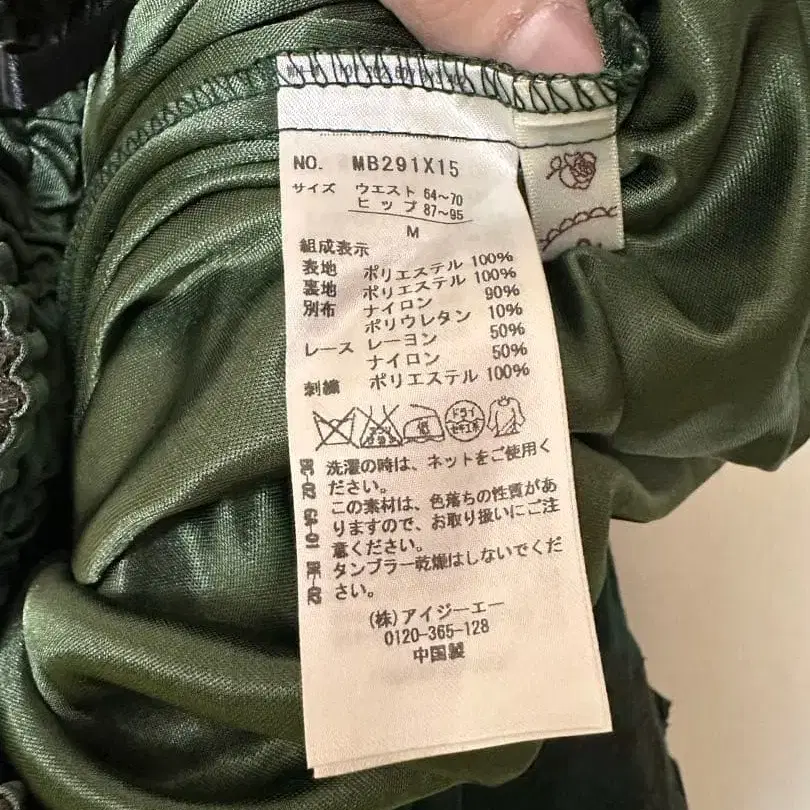 NO. MB291X15
サイズ ウエスト 64～70
ヒップ 87～95
M
組成表示
表地 ポリエステル 100%
裏地 ポリエステル 100%
別布 ナイロン 90%
ポリウレタン 10%
レース レーヨン 50%
ナイロン 50%
刺繍 ポリエステル 100%
ドライ
セキユ系
洗濯の時は、ネットをご使用く
ださい。
この素材は、色落ちの性質があ
りますので、お取り扱いにご注
意ください。
タンブラー乾燥はしないでくだ
さい。
(株)アイジーエー
0120-365-128
中国製